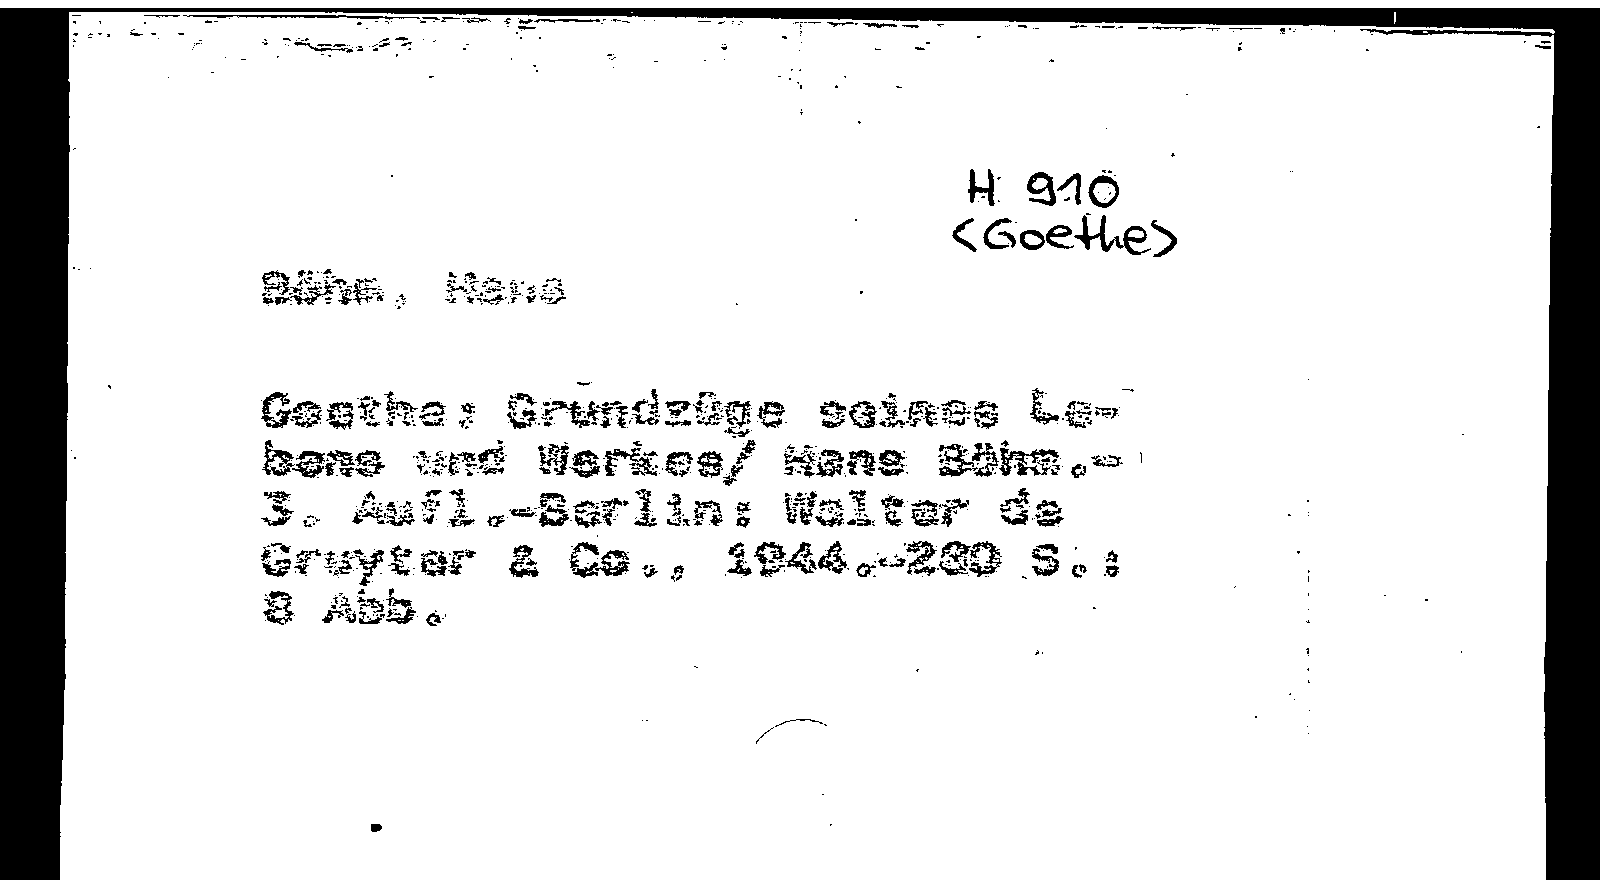 H 910
<Goethe>
Böhm, Hans
Goethe: Grundzüge seines Le-
bens und Werkes/ Hans Böhm.-
3. Aufl.-Berlin: Walter de
Gruyter & Co., 1944.-280 S.:
8 Abb.